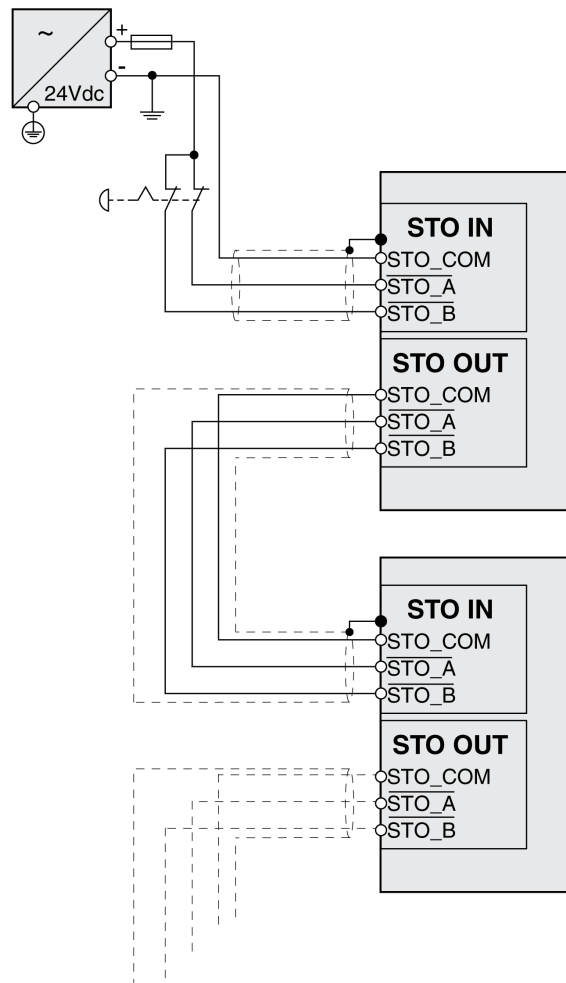 ~
+
-
24Vdc
STO IN
STO_COM
STO_A
STO_B
STO OUT
STO_COM
STO_A
STO_B
STO IN
STO_COM
STO_A
STO_B
STO OUT
STO_COM
STO_A
STO_B